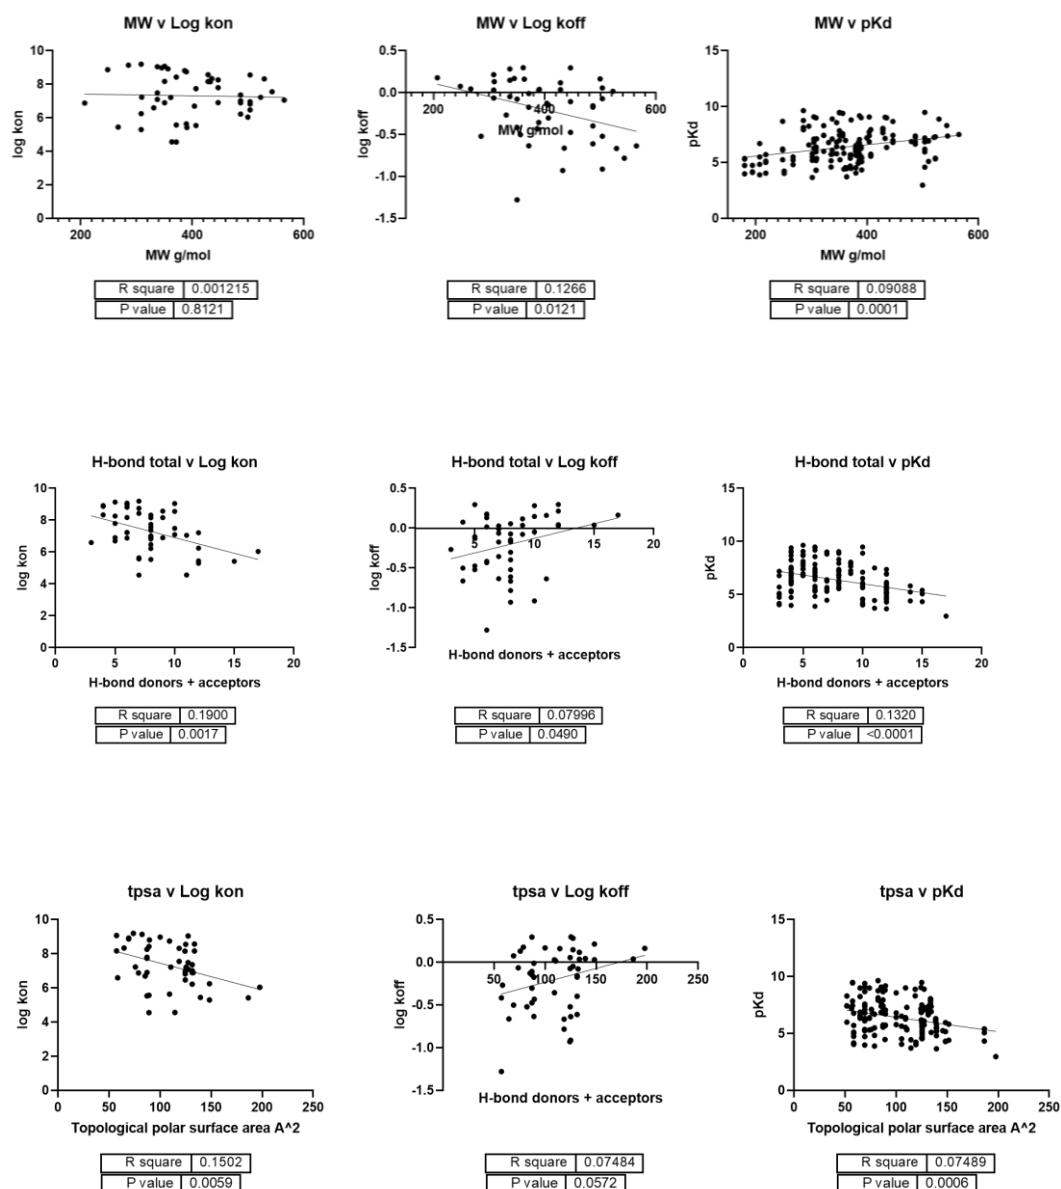 MW v Log kon
10
8
6
4
2
0
log kon
200 400 600
MW g/mol
R square 0.001215
P value 0.8121
MW v Log koff
0.5
0.0
-0.5
-1.0
-1.5
log koff
200 400 600
MW g/mol
R square 0.1266
P value 0.0121
MW v pKd
15
10
5
0
pKd
200 400 600
MW g/mol
R square 0.09088
P value 0.0001
H-bond total v Log kon
10
8
6
4
2
0
log kon
0 5 10 15 20
H-bond donors + acceptors
R square 0.1900
P value 0.0017
H-bond total v Log koff
0.5
0.0
-0.5
-1.0
-1.5
log koff
5 10 15 20
H-bond donors + acceptors
R square 0.07996
P value 0.0490
H-bond total v pKd
15
10
5
0
pKd
0 5 10 15 20
H-bond donors + acceptors
R square 0.1320
P value <0.0001
tpsa v Log kon
10
8
6
4
2
0
log kon
0 50 100 150 200 250
Topological polar surface area A^2
R square 0.1502
P value 0.0059
tpsa v Log koff
0.5
0.0
-0.5
-1.0
-1.5
log koff
50 100 150 200 250
H-bond donors + acceptors
R square 0.07484
P value 0.0572
tpsa v pKd
15
10
5
0
pKd
0 50 100 150 200 250
Topological polar surface area A^2
R square 0.07489
P value 0.0006